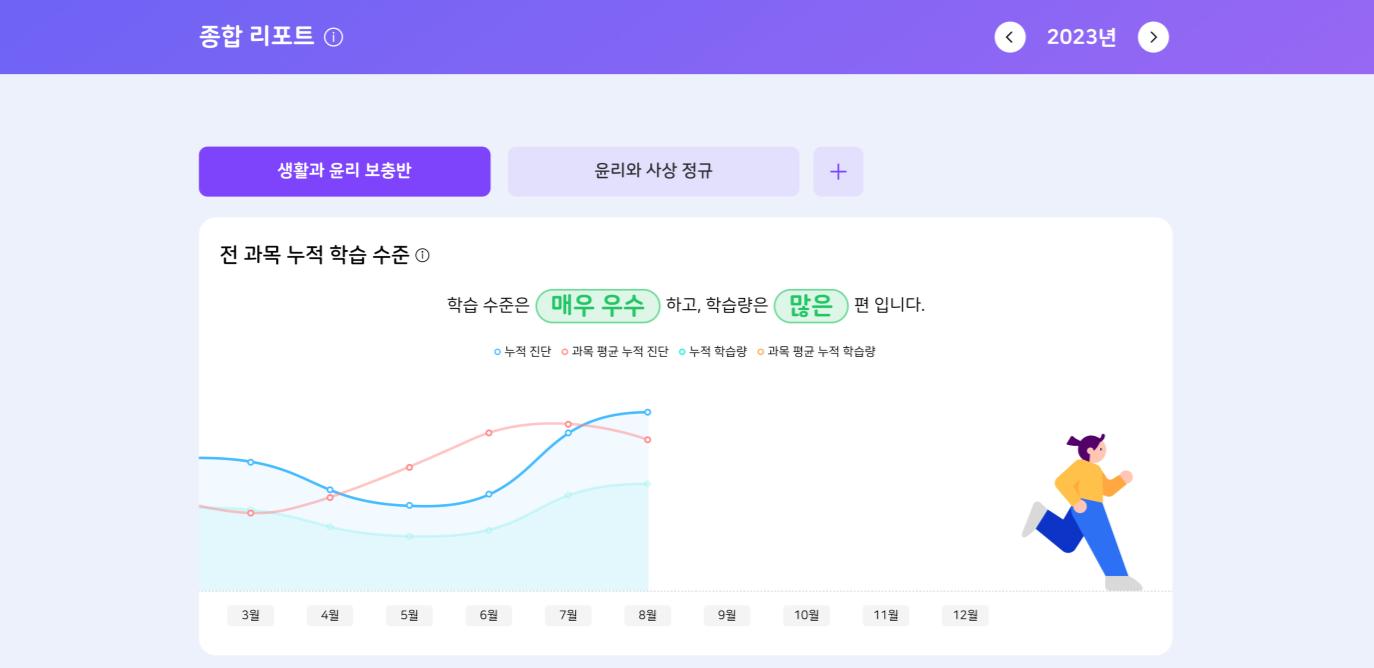 종합 리포트
2023년
생활과 윤리 보충반
윤리와 사상 정규
전 과목 누적 학습 수준
학습 수준은 매우 우수 하고, 학습량은 많은 편 입니다.
누적 진단 과목 평균 누적 진단 누적 학습량 과목 평균 누적 학습량
3월 4월 5월 6월 7월 8월 9월 10월 11월 12월